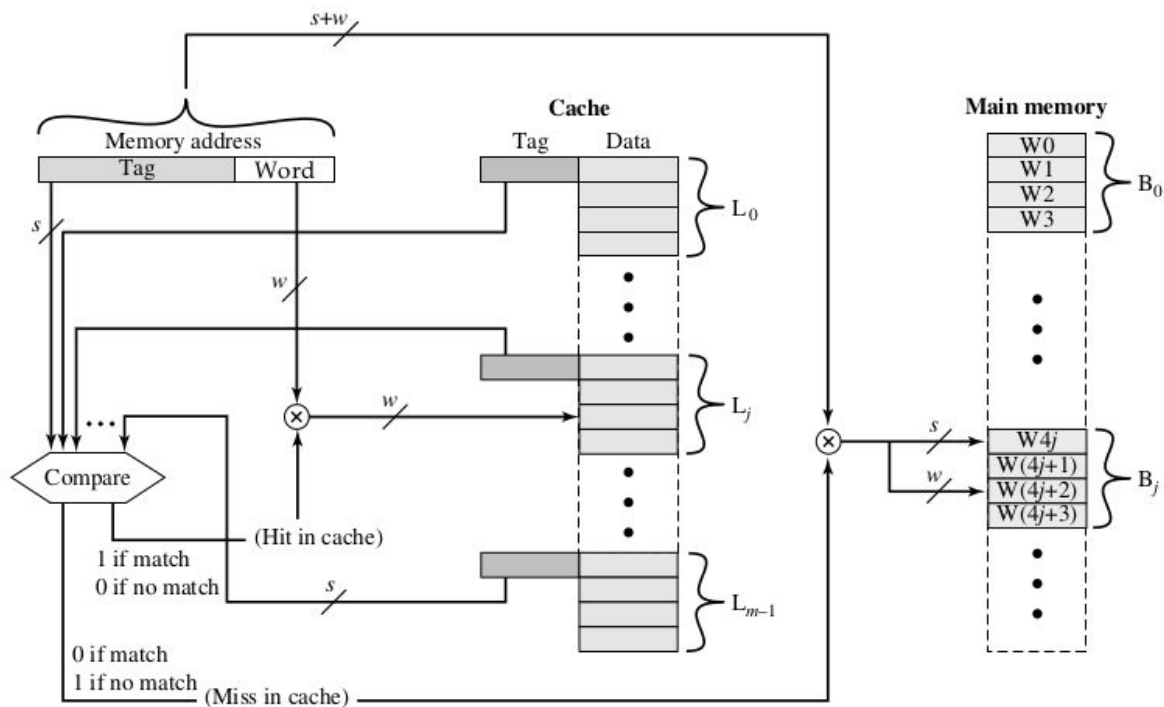 s+w
Cache
Main memory
Memory address
Tag
Data
Tag
Word
W0
W1
W2
W3
B0
L0
s
w
w
Lj
s
w
W4j
W(4j+1)
W(4j+2)
W(4j+3)
Bj
Compare
(Hit in cache)
1 if match
0 if no match
s
Lm–1
0 if match
1 if no match
(Miss in cache)